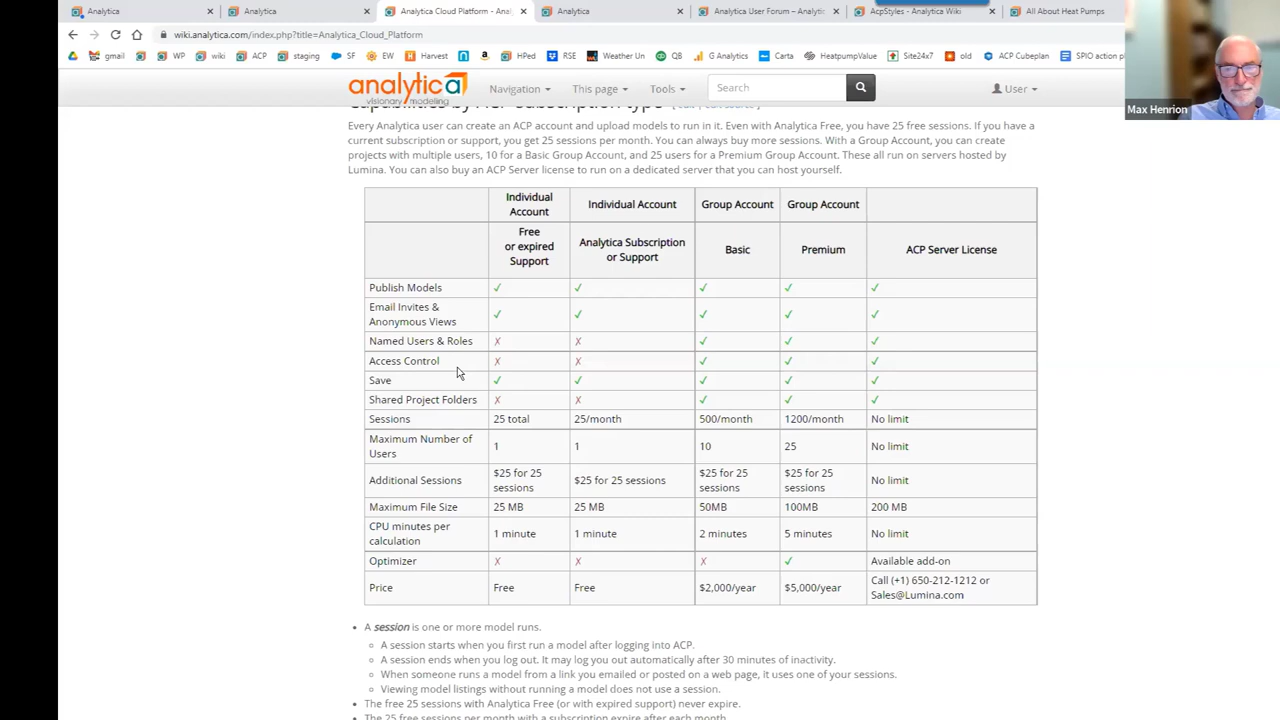 Analytica
Analytica
Analytica Cloud Platform - Anal
Analytica
Analytica User Forum – Analytic
AcpStyles - Analytica Wiki
All About Heat Pumps
wiki.analytica.com/index.php?title=Analytica_Cloud_Platform
gmail
WP
wiki
ACP
staging
SF
EW
Harvest
HPed
RSE
Weather Un
QB
G Analytics
Carta
HeatpumpValue
Site24x7
old
ACP Cubeplan
SPIO action p
Max Henrion
analytica
visionary modeling
Navigation
This page
Tools
Search
User
Capabilities by ACP subscription type
Every Analytica user can create an ACP account and upload models to run in it. Even with Analytica Free, you have 25 free sessions. If you have a
current subscription or support, you get 25 sessions per month. You can always buy more sessions. With a Group Account, you can create
projects with multiple users, 10 for a Basic Group Account, and 25 users for a Premium Group Account. These all run on servers hosted by
Lumina. You can also buy an ACP Server license to run on a dedicated server that you can host yourself.
Individual Account
Individual Account
Group Account
Group Account
Free or expired Support
Analytica Subscription or Support
Basic
Premium
ACP Server License
Publish Models ✓ ✓ ✓ ✓ ✓
Email Invites & Anonymous Views ✓ ✓ ✓ ✓ ✓
Named Users & Roles ✗ ✗ ✓ ✓ ✓
Access Control ✗ ✗ ✓ ✓ ✓
Save ✓ ✓ ✓ ✓ ✓
Shared Project Folders ✗ ✗ ✓ ✓ ✓
Sessions 25 total 25/month 500/month 1200/month No limit
Maximum Number of Users 1 1 10 25 No limit
Additional Sessions $25 for 25 sessions $25 for 25 sessions $25 for 25 sessions $25 for 25 sessions No limit
Maximum File Size 25 MB 25 MB 50MB 100MB 200 MB
CPU minutes per calculation 1 minute 1 minute 2 minutes 5 minutes No limit
Optimizer ✗ ✗ ✗ ✓ Available add-on
Price Free Free $2,000/year $5,000/year Call (+1) 650-212-1212 or Sales@Lumina.com
• A session is one or more model runs.
A session starts when you first run a model after logging into ACP.
A session ends when you log out. It may log you out automatically after 30 minutes of inactivity.
When someone runs a model from a link you emailed or posted on a web page, it uses one of your sessions.
Viewing model listings without running a model does not use a session.
• The free 25 sessions with Analytica Free (or with expired support) never expire.
• The 25 free sessions per month with a subscription expire after each month.